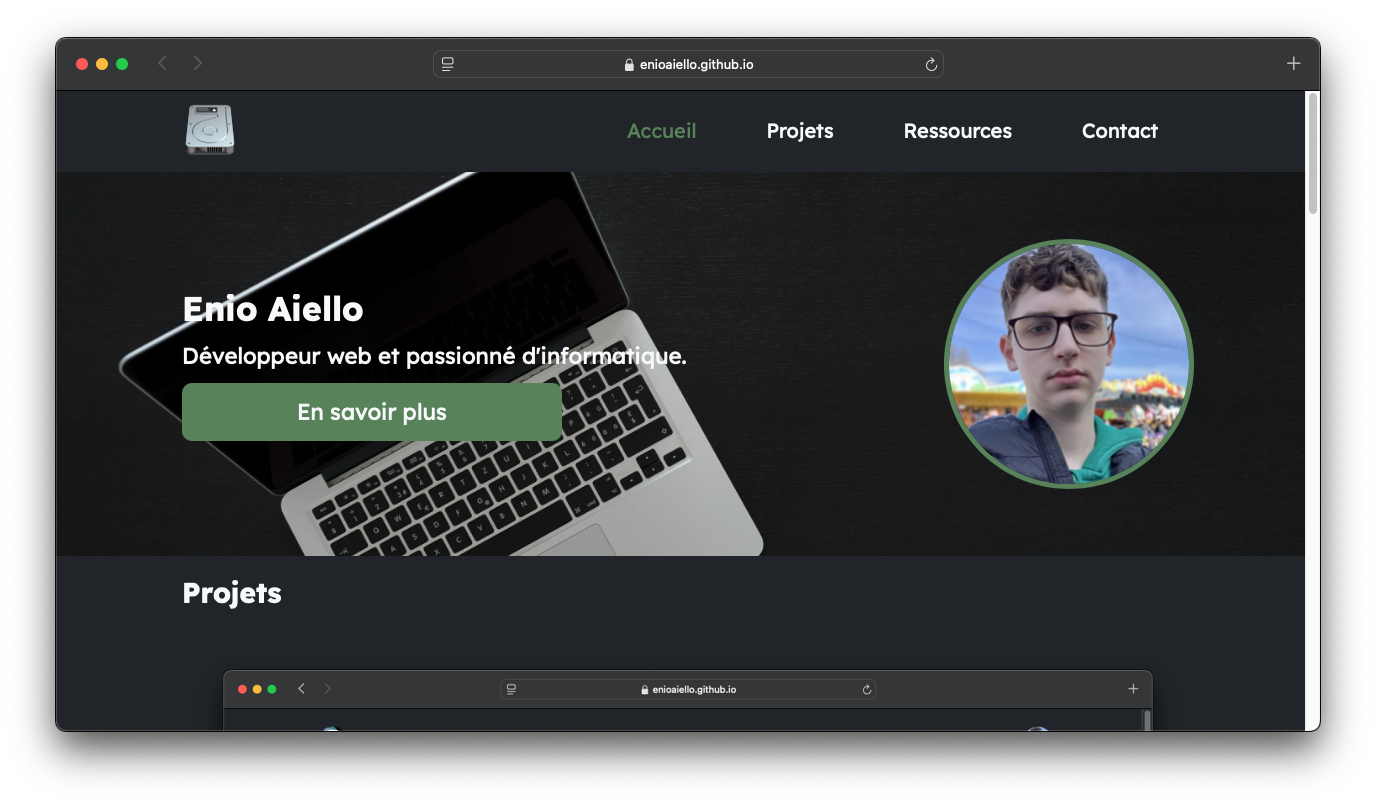 enioaiello.github.io
Accueil Projets Ressources Contact
Enio Aiello
Développeur web et passionné d'informatique.
En savoir plus
Projets
enioaiello.github.io